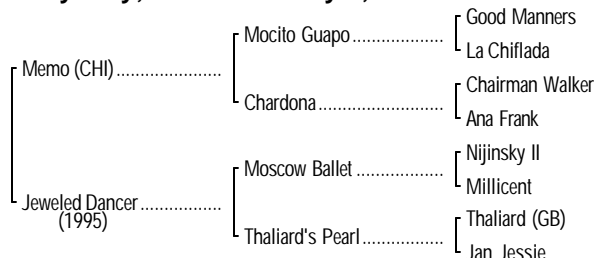 Good Manners
Mocito Guapo
La Chiflada
Memo (CHI)
Chairman Walker
Chardona
Ana Frank
Nijinsky II
Moscow Ballet
Millicent
Jeweled Dancer
(1995)
Thaliard (GB)
Thaliard's Pearl
Jan Jessie